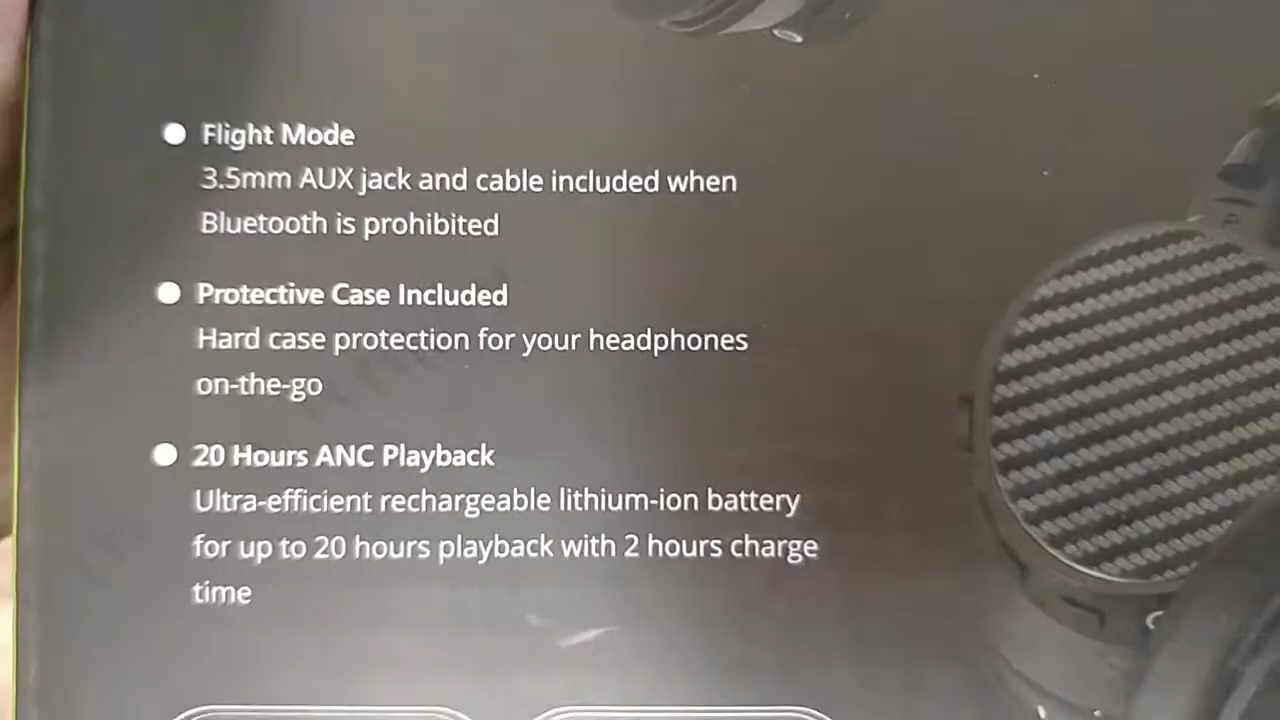 Flight Mode
3.5mm AUX jack and cable included when
Bluetooth is prohibited
Protective Case Included
Hard case protection for your headphones
on-the-go
20 Hours ANC Playback
Ultra-efficient rechargeable lithium-ion battery
for up to 20 hours playback with 2 hours charge
time